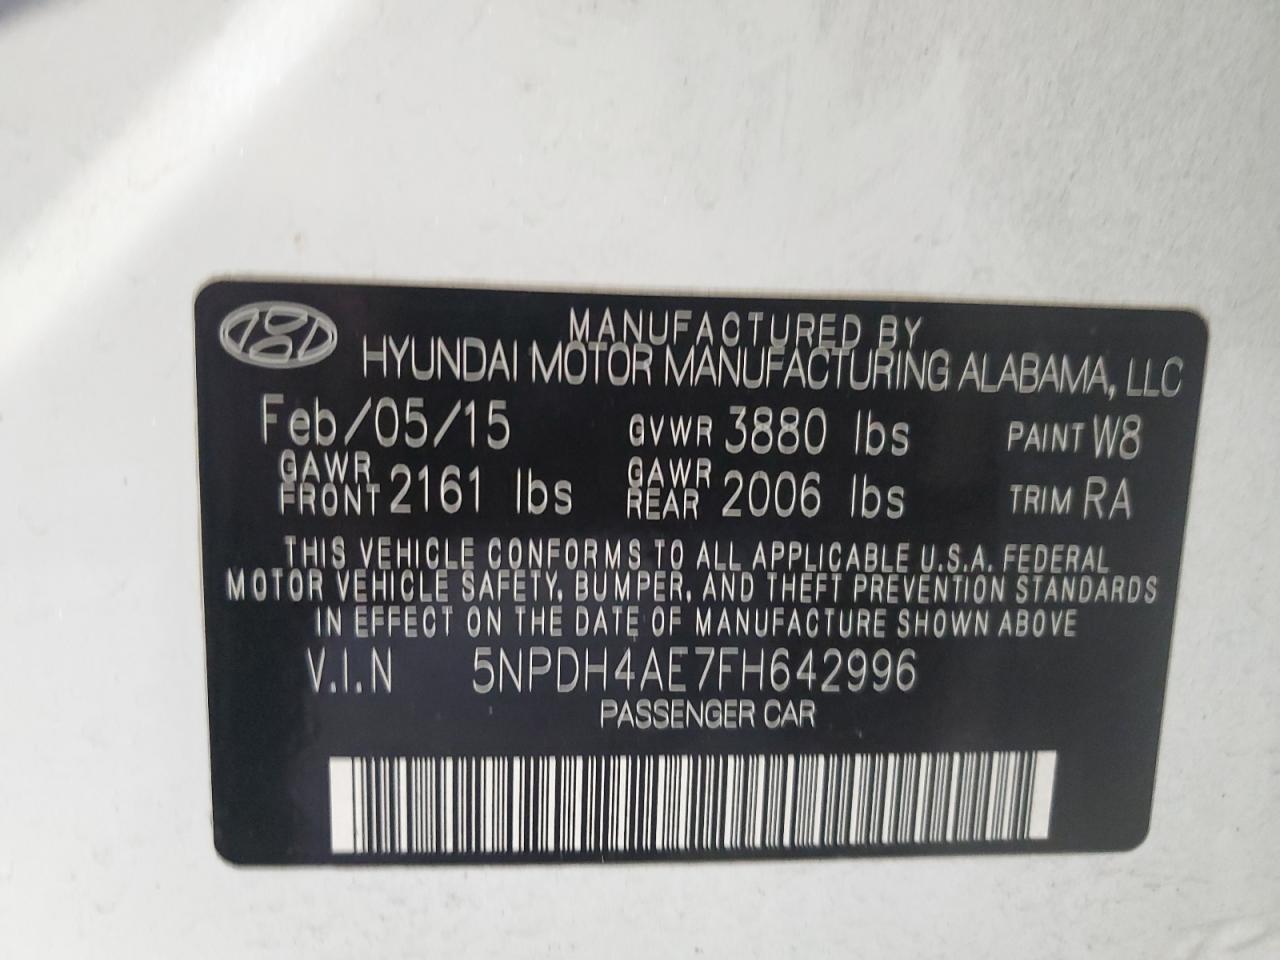 MANUFACTURED BY
HYUNDAI MOTOR MANUFACTURING ALABAMA, LLC
Feb/05/15 GVWR 3880 lbs PAINT W8
GAWR FRONT 2161 lbs GAWR REAR 2006 lbs TRIM RA
THIS VEHICLE CONFORMS TO ALL APPLICABLE U.S.A. FEDERAL
MOTOR VEHICLE SAFETY, BUMPER, AND THEFT PREVENTION STANDARDS
IN EFFECT ON THE DATE OF MANUFACTURE SHOWN ABOVE
V.I.N 5NPDH4AE7FH642996
PASSENGER CAR